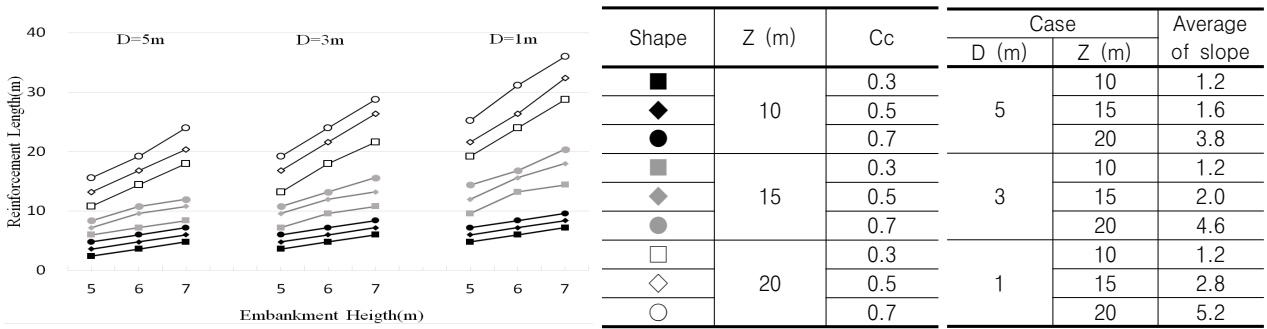 40
30
20
10
0
Reinforcement Length(m)
D=5m
D=3m
D=1m
5 6 7 5 6 7 5 6 7
Embankment Heigth(m)
Shape Z (m) Cc
10
0.3
0.5
0.7
15
0.3
0.5
0.7
20
0.3
0.5
0.7
Case
Average
of slope
D (m) Z (m)
5
10 1.2
15 1.6
20 3.8
3
10 1.2
15 2.0
20 4.6
1
10 1.2
15 2.8
20 5.2